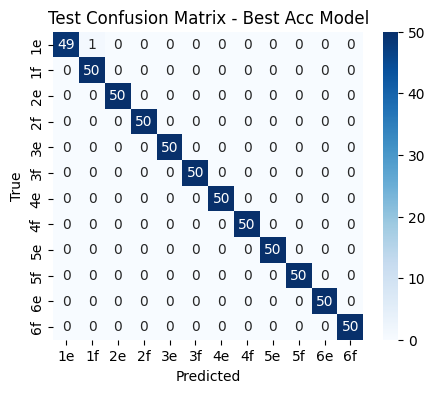 Test Confusion Matrix - Best Acc Model
True
1e 49 1 0 0 0 0 0 0 0 0 0 0
1f 0 50 0 0 0 0 0 0 0 0 0 0
2e 0 0 50 0 0 0 0 0 0 0 0 0
2f 0 0 0 50 0 0 0 0 0 0 0 0
3e 0 0 0 0 50 0 0 0 0 0 0 0
3f 0 0 0 0 0 50 0 0 0 0 0 0
4e 0 0 0 0 0 0 50 0 0 0 0 0
4f 0 0 0 0 0 0 0 50 0 0 0 0
5e 0 0 0 0 0 0 0 0 50 0 0 0
5f 0 0 0 0 0 0 0 0 0 50 0 0
6e 0 0 0 0 0 0 0 0 0 0 50 0
6f 0 0 0 0 0 0 0 0 0 0 0 50
1e 1f 2e 2f 3e 3f 4e 4f 5e 5f 6e 6f
Predicted
50
40
30
20
10
0